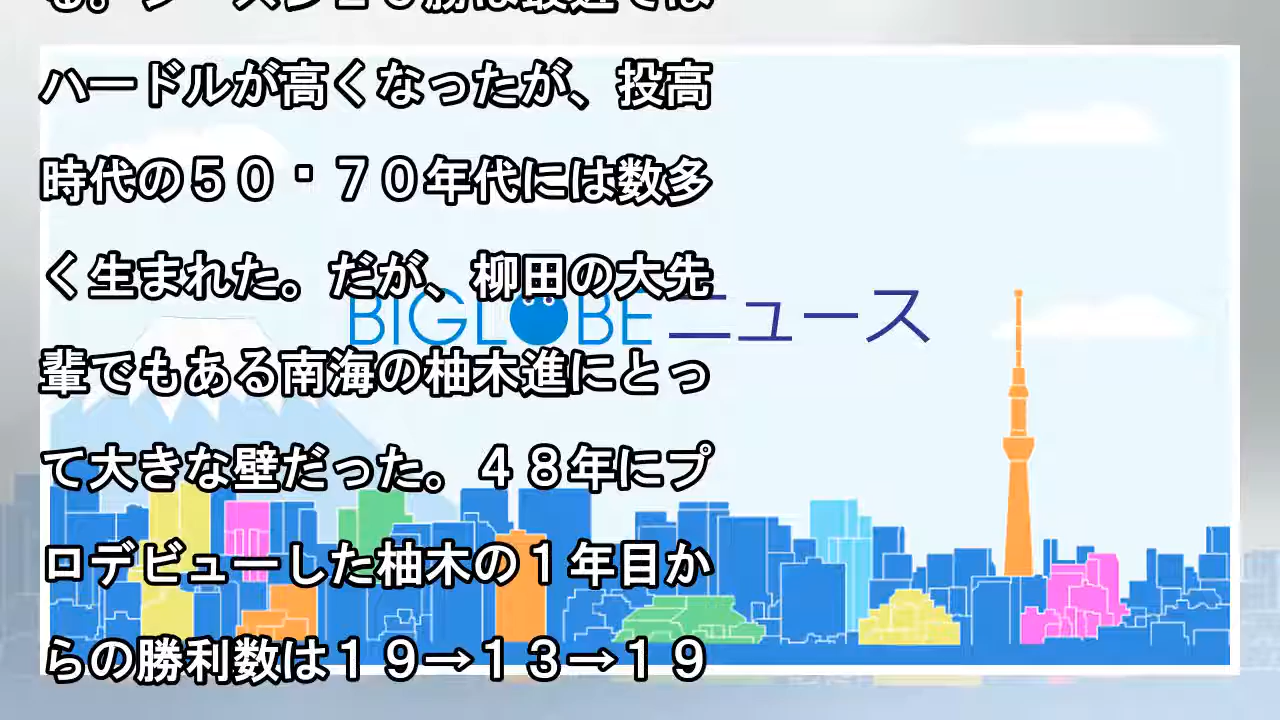 ハードルが高くなったが、投高
時代の５０・７０年代には数多
く生まれた。だが、柳田の大先
BIGLOBEニュース
輩でもある南海の柚木進にとっ
て大きな壁だった。４８年にプ
ロデビューした柚木の１年目か
らの勝利数は１９→１３→１９